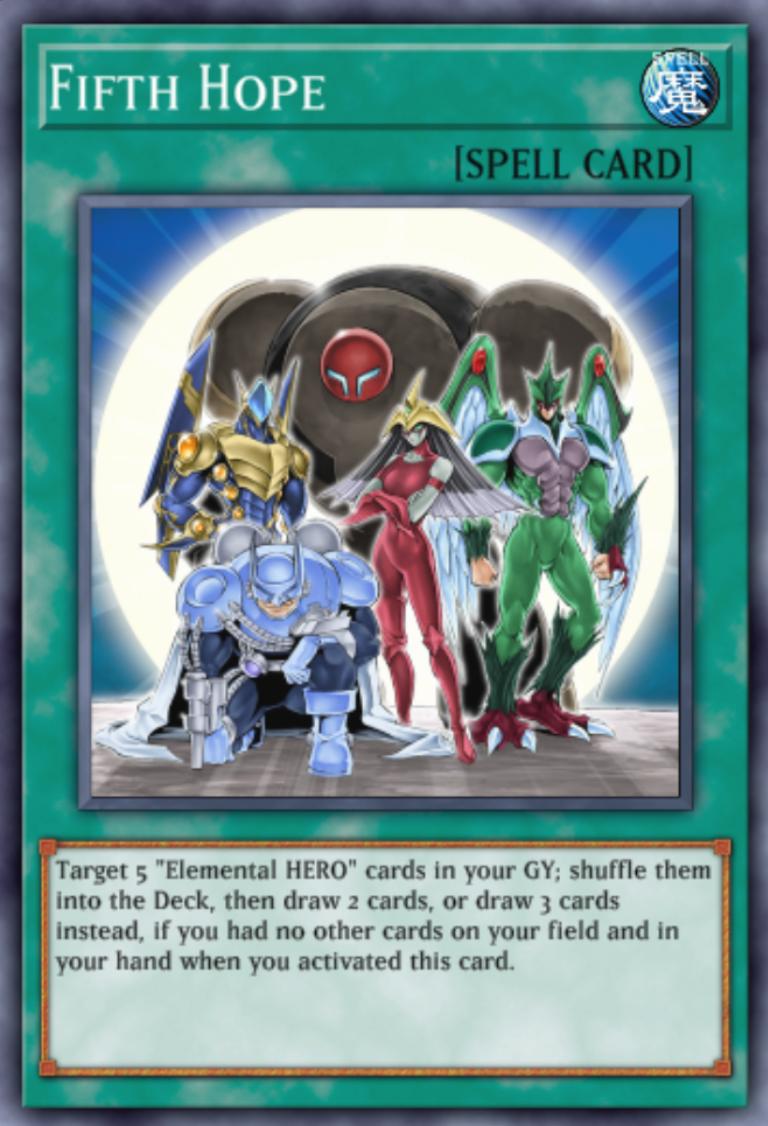 FIFTH HOPE
SPELL
魔
[SPELL CARD]
Target 5 "Elemental HERO" cards in your GY; shuffle them
into the Deck, then draw 2 cards, or draw 3 cards
instead, if you had no other cards on your field and in
your hand when you activated this card.